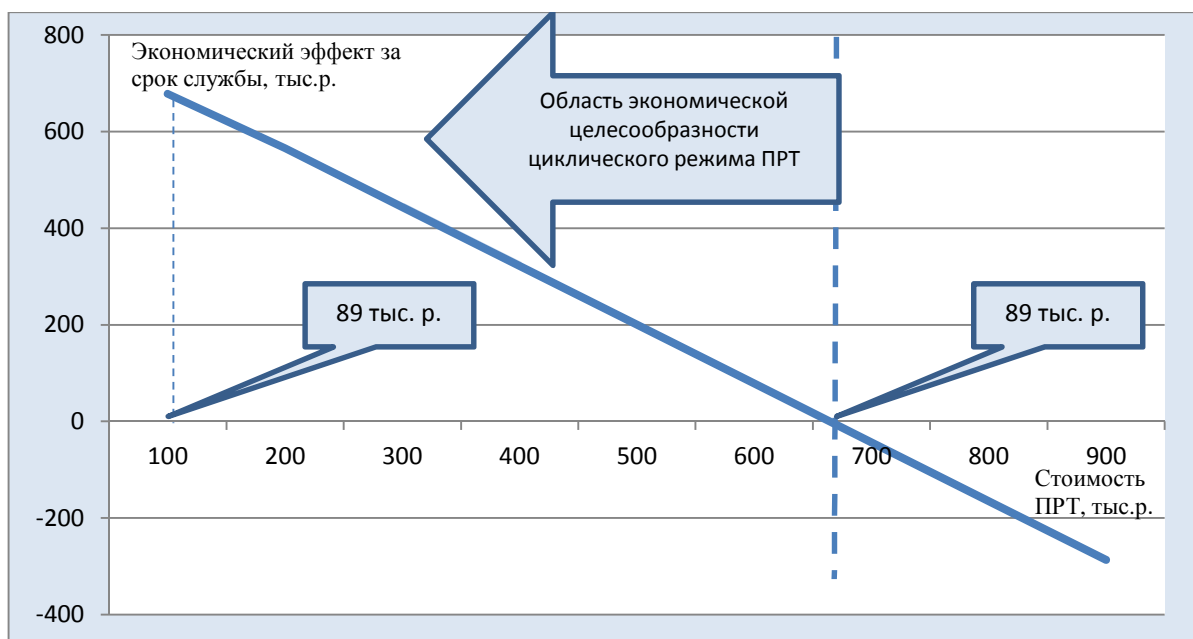 800
Экономический эффект за
срок службы, тыс.р.
Область экономической
целесообразности
циклического режима ПРТ
600
400
89 тыс. р.
89 тыс. р.
200
0
100 200 300 400 500 600 700 800 900
Стоимость
ПРТ, тыс.р.
-200
-400